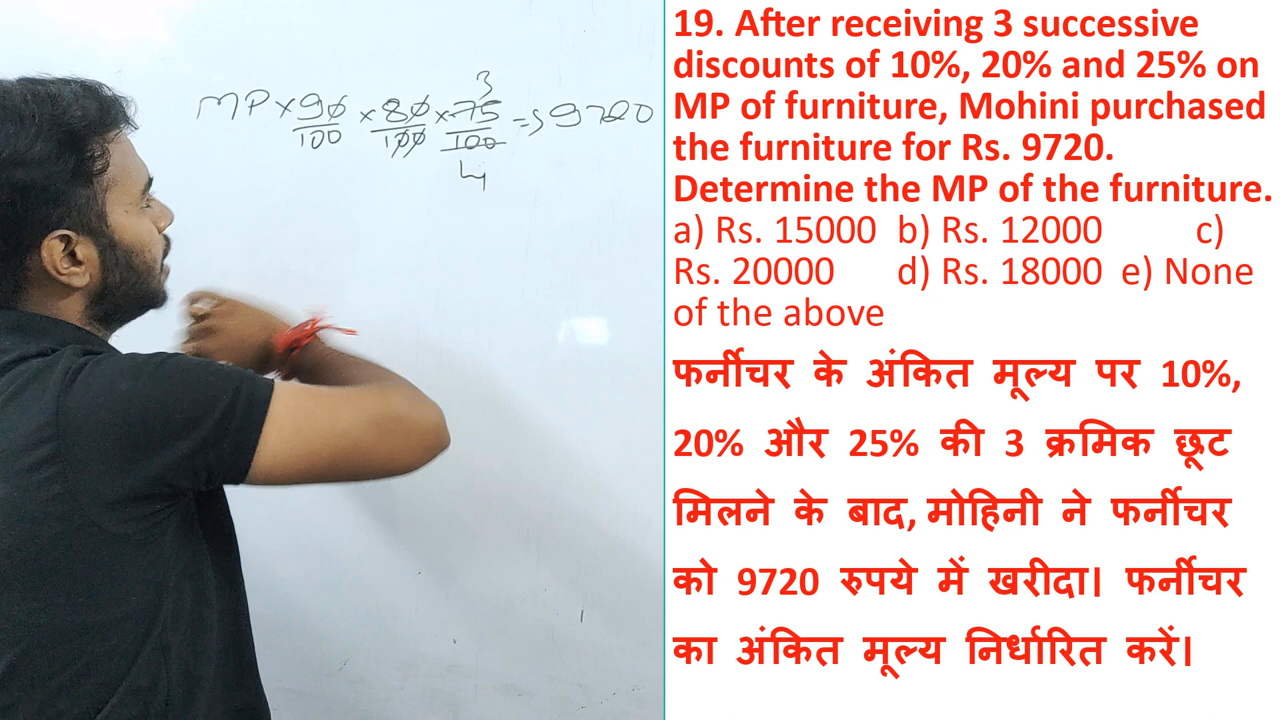 MP × 90/100 × 80/100 × 75/100 => 9720
3
4
19. After receiving 3 successive
discounts of 10%, 20% and 25% on
MP of furniture, Mohini purchased
the furniture for Rs. 9720.
Determine the MP of the furniture.
a) Rs. 15000 b) Rs. 12000 c)
Rs. 20000 d) Rs. 18000 e) None
of the above
फर्नीचर के अंकित मूल्य पर 10%,
20% और 25% की 3 क्रमिक छूट
मिलने के बाद, मोहिनी ने फर्नीचर
को 9720 रुपये में खरीदा। फर्नीचर
का अंकित मूल्य निर्धारित करें।